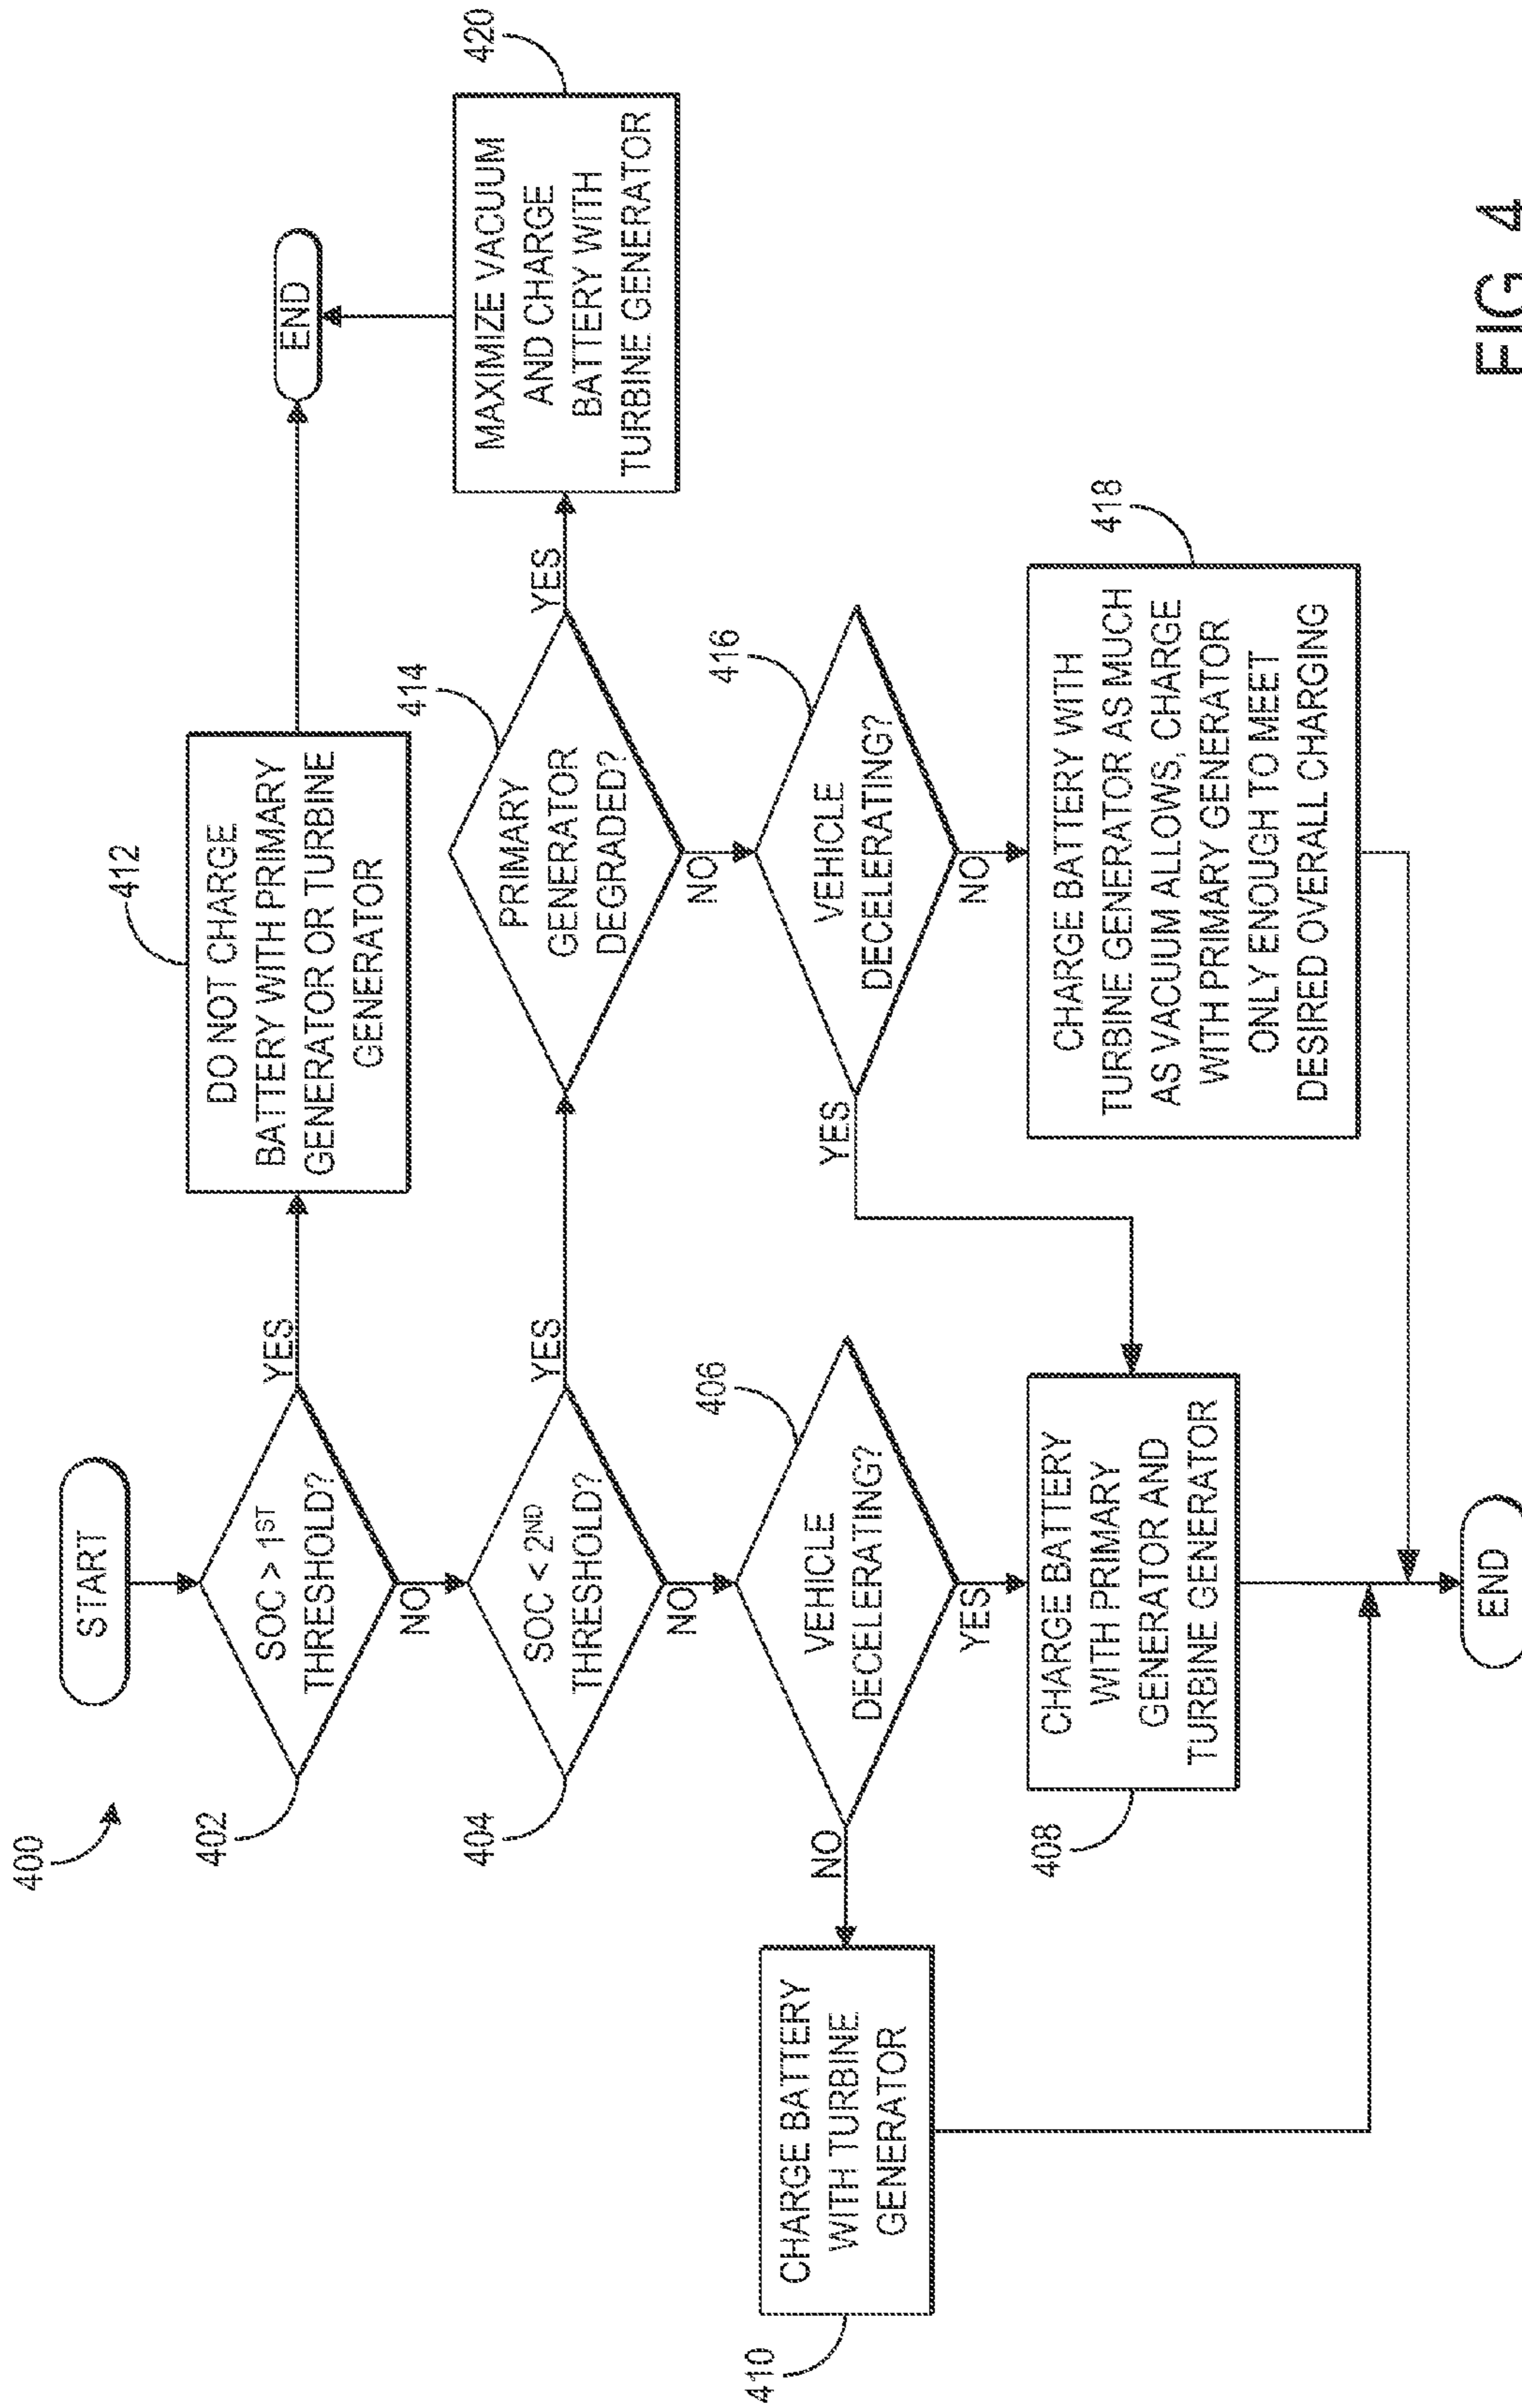 400
START
402
SOC > 1ST
THRESHOLD?
YES
NO
412
DO NOT CHARGE
BATTERY WITH PRIMARY
GENERATOR OR TURBINE
GENERATOR
END
404
SOC < 2ND
THRESHOLD?
YES
NO
414
PRIMARY
GENERATOR
DEGRADED?
YES
NO
420
MAXIMIZE VACUUM
AND CHARGE
BATTERY WITH
TURBINE GENERATOR
406
VEHICLE
DECELERATING?
NO
YES
416
VEHICLE
DECELERATING?
YES
NO
410
CHARGE BATTERY
WITH TURBINE
GENERATOR
408
CHARGE BATTERY
WITH PRIMARY
GENERATOR AND
TURBINE GENERATOR
418
CHARGE BATTERY WITH
TURBINE GENERATOR AS MUCH
AS VACUUM ALLOWS, CHARGE
WITH PRIMARY GENERATOR
ONLY ENOUGH TO MEET
DESIRED OVERALL CHARGING
END
FIG. 4